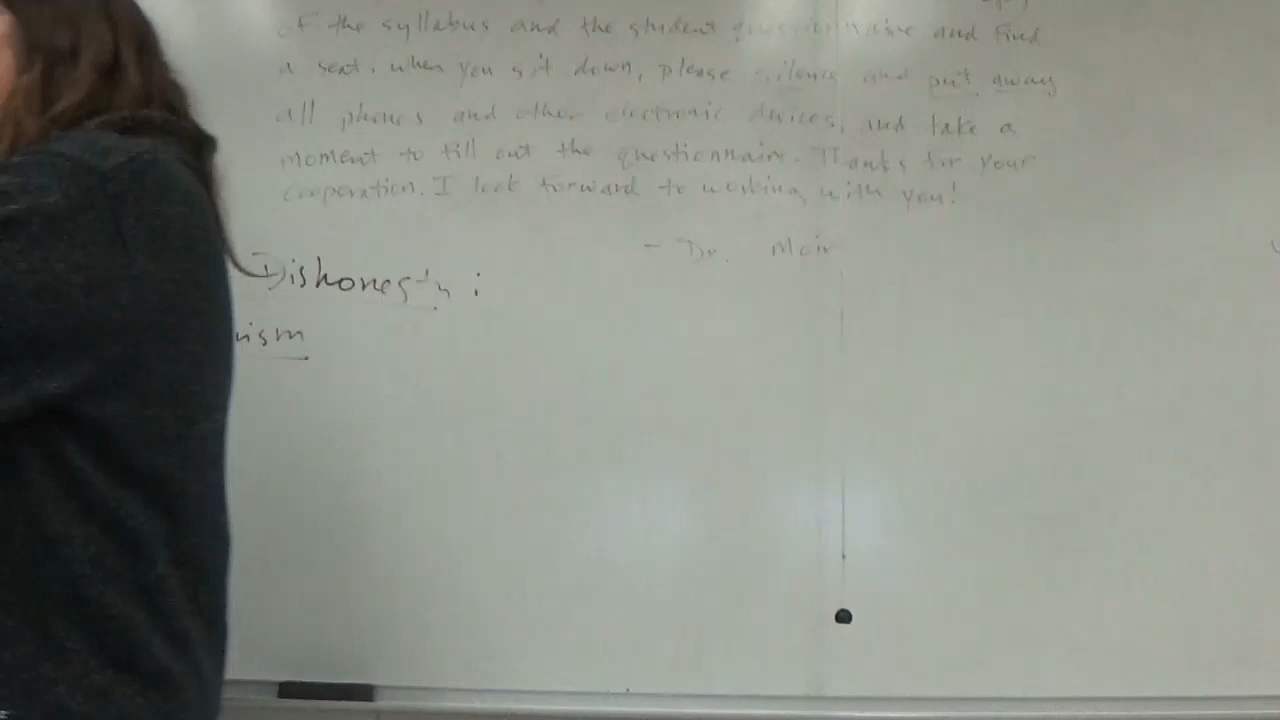 of the syllabus and the student questionnaire and find
a seat. When you sit down, please silence and put away
all phones and other electronic devices, and take a
moment to fill out the questionnaire. Thanks for your
cooperation. I look forward to working with you!
- Dr.
Dishonesty:
nism